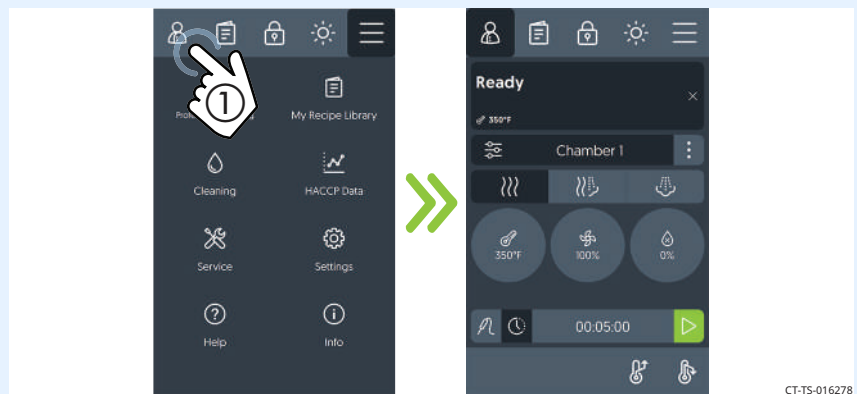 1
My Recipe Library
Cleaning
HACCP Data
Service
Settings
Help
Info
Ready
350°F
Chamber 1
350°F
100%
0%
00:05:00
CT-TS-016278